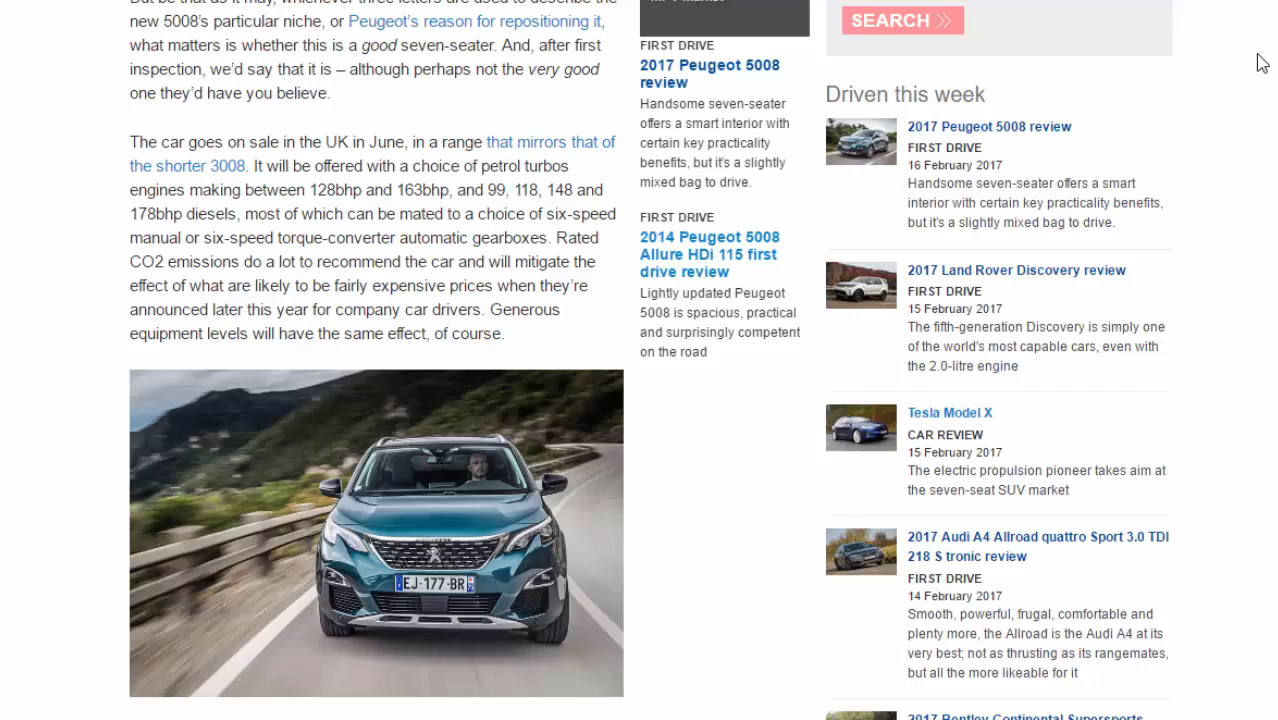 new 5008's particular niche, or Peugeot's reason for repositioning it,
what matters is whether this is a good seven-seater. And, after first
inspection, we'd say that it is – although perhaps not the very good
one they'd have you believe.
The car goes on sale in the UK in June, in a range that mirrors that of
the shorter 3008. It will be offered with a choice of petrol turbos
engines making between 128bhp and 163bhp, and 99, 118, 148 and
178bhp diesels, most of which can be mated to a choice of six-speed
manual or six-speed torque-converter automatic gearboxes. Rated
CO2 emissions do a lot to recommend the car and will mitigate the
effect of what are likely to be fairly expensive prices when they're
announced later this year for company car drivers. Generous
equipment levels will have the same effect, of course.
EJ-177-BR
FIRST DRIVE
2017 Peugeot 5008
review
Handsome seven-seater
offers a smart interior with
certain key practicality
benefits, but it's a slightly
mixed bag to drive.
FIRST DRIVE
2014 Peugeot 5008
Allure HDi 115 first
drive review
Lightly updated Peugeot
5008 is spacious, practical
and surprisingly competent
on the road
SEARCH
Driven this week
2017 Peugeot 5008 review
FIRST DRIVE
16 February 2017
Handsome seven-seater offers a smart
interior with certain key practicality benefits,
but it's a slightly mixed bag to drive.
2017 Land Rover Discovery review
FIRST DRIVE
15 February 2017
The fifth-generation Discovery is simply one
of the world's most capable cars, even with
the 2.0-litre engine
Tesla Model X
CAR REVIEW
15 February 2017
The electric propulsion pioneer takes aim at
the seven-seat SUV market
2017 Audi A4 Allroad quattro Sport 3.0 TDI
218 S tronic review
FIRST DRIVE
14 February 2017
Smooth, powerful, frugal, comfortable and
plenty more, the Allroad is the Audi A4 at its
very best; not as thrusting as its rangemates,
but all the more likeable for it
2017 Bentley Continental Supersports